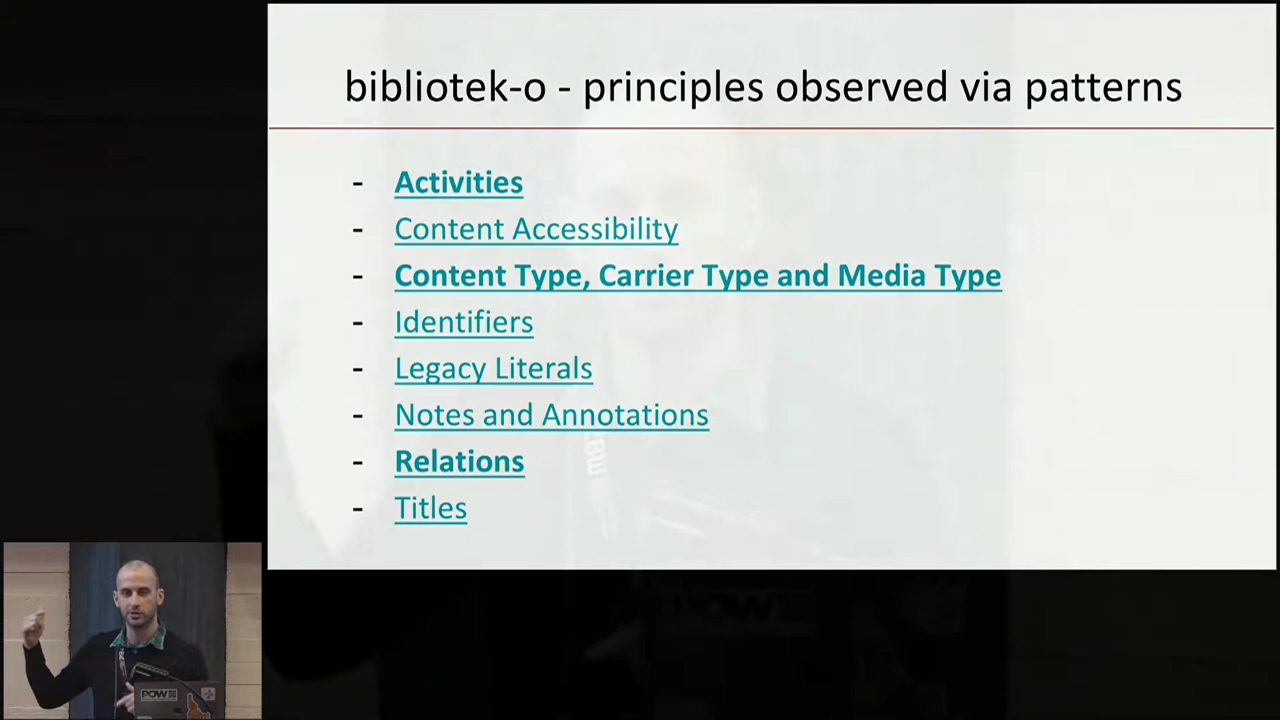 bibliotek-o - principles observed via patterns
- Activities
- Content Accessibility
- Content Type, Carrier Type and Media Type
- Identifiers
- Legacy Literals
- Notes and Annotations
- Relations
- Titles
POW